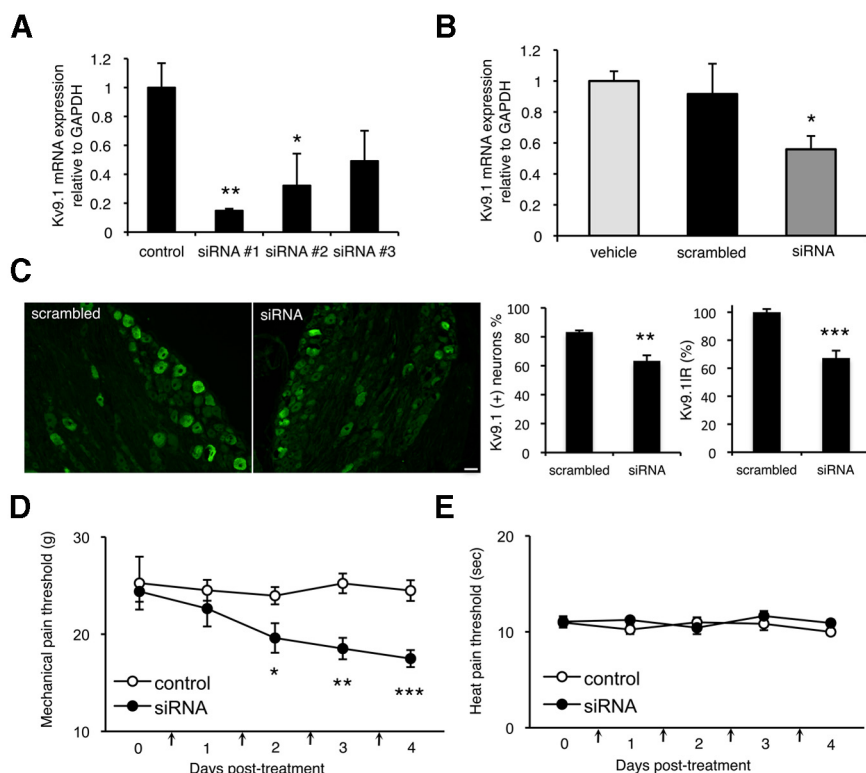 A
Kv9.1 mRNA expression
relative to GAPDH
1.2
1
0.8
0.6
0.4
0.2
0
**
*
control siRNA #1 siRNA #2 siRNA #3
B
Kv9.1 mRNA expression
relative to GAPDH
1.2
1
0.8
0.6
0.4
0.2
0
*
vehicle scrambled siRNA
C
scrambled
siRNA
Kv9.1 (+) neurons %
100
80
60
40
20
0
**
scrambled siRNA
Kv9.1IR (%)
100
80
60
40
20
0
***
scrambled siRNA
D
Mechanical pain threshold (g)
30
20
10
* ** ***
control
siRNA
0 1 2 3 4
Days post-treatment
E
Heat pain threshold (sec)
20
10
0
control
siRNA
0 1 2 3 4
Days post-treatment